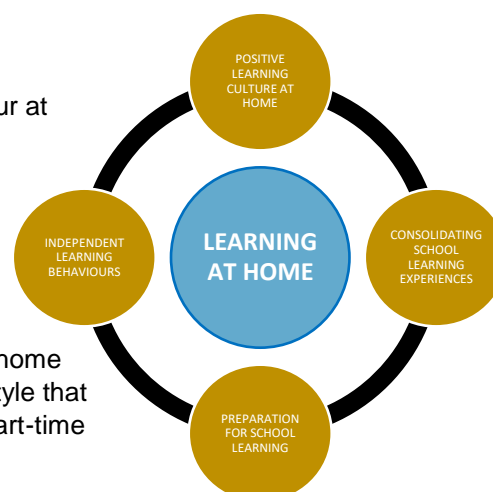 POSITIVE
LEARNING
CULTURE AT
HOME
ur at
INDEPENDENT
LEARNING
BEHAVIOURS
LEARNING
AT HOME
CONSOLIDATING
SCHOOL
LEARNING
EXPERIENCES
home
tyle that
art-time
PREPARATION
FOR SCHOOL
LEARNING